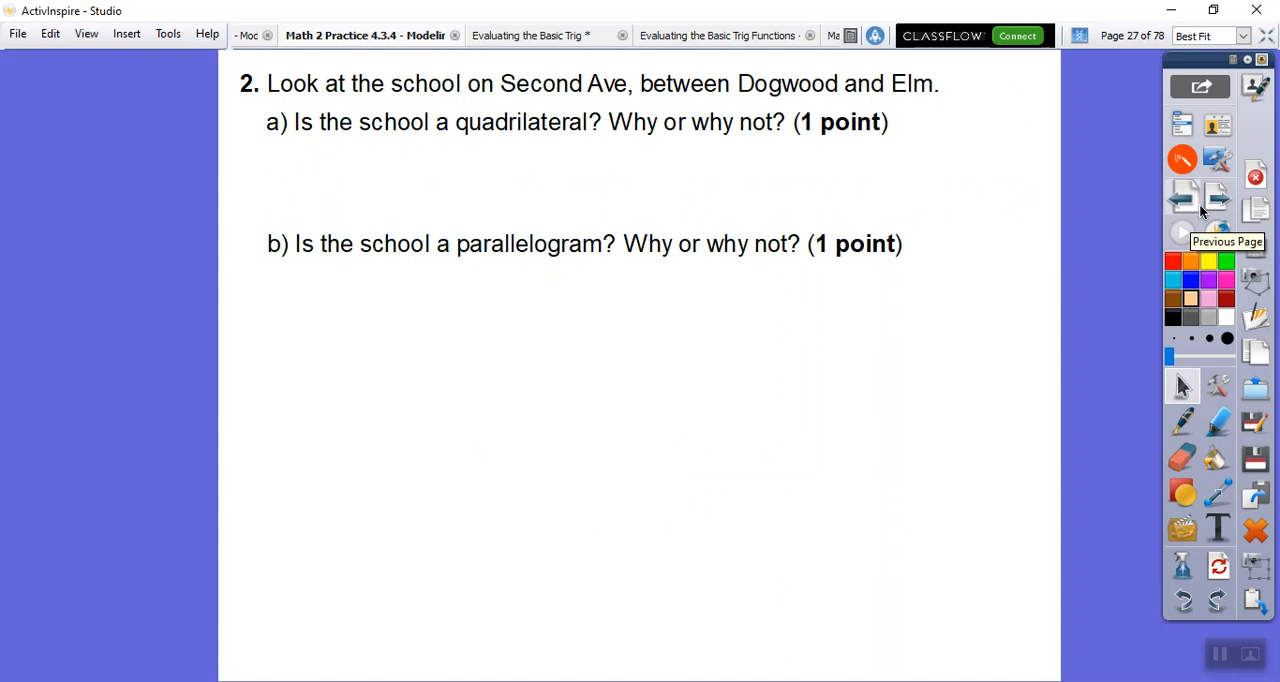 ActivInspire - Studio
File Edit View Insert Tools Help
- Moc
Math 2 Practice 4.3.4 - Modelir
Evaluating the Basic Trig *
Evaluating the Basic Trig Functions -
Ma
CLASSFLOW Connect
Page 27 of 78
Best Fit
2. Look at the school on Second Ave, between Dogwood and Elm.
a) Is the school a quadrilateral? Why or why not? (1 point)
Previous Page
b) Is the school a parallelogram? Why or why not? (1 point)